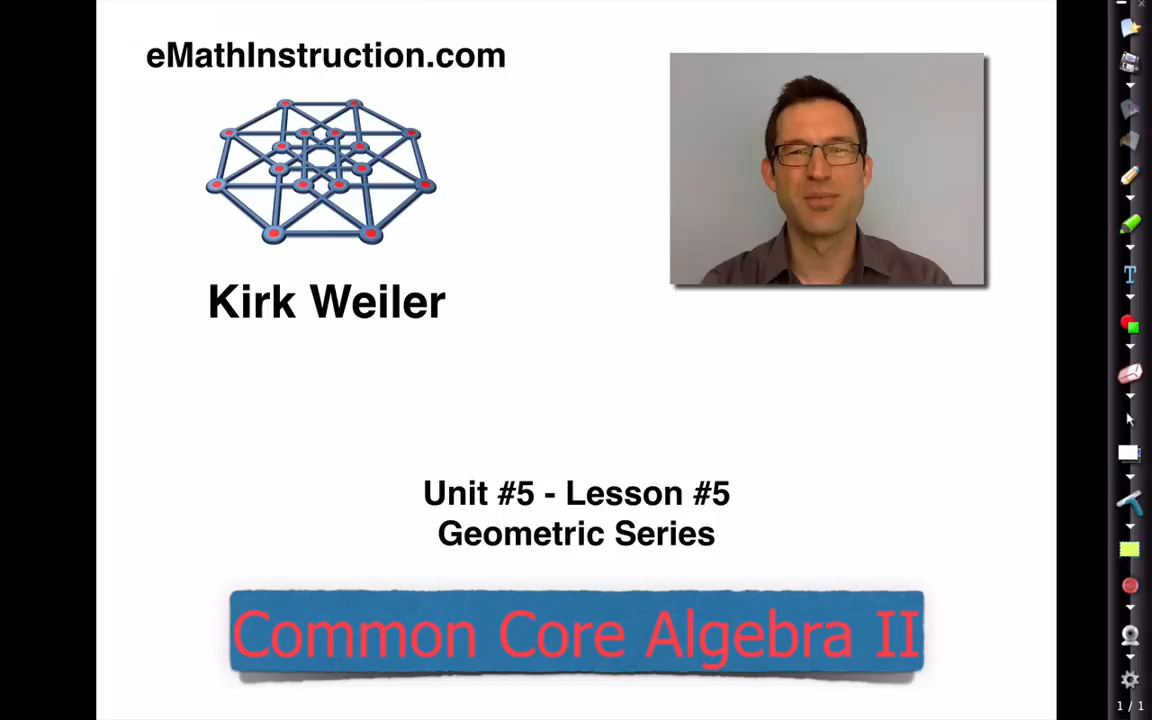 eMathInstruction.com
Kirk Weiler
Unit #5 - Lesson #5
Geometric Series
Common Core Algebra II
T
1 / 1